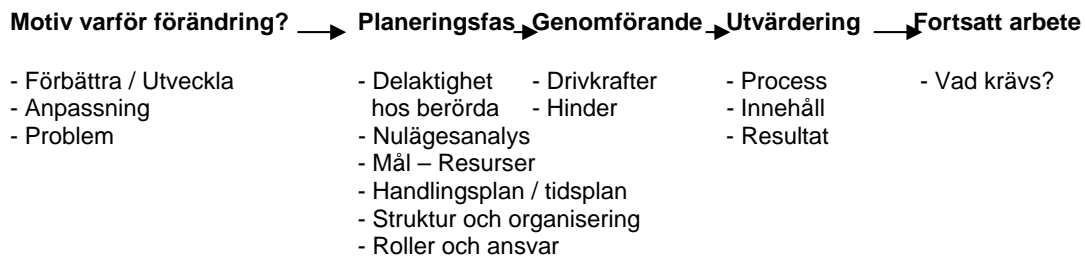 Motiv varför förändring? Planeringsfas Genomförande Utvärdering Fortsatt arbete
- Förbättra / Utveckla - Delaktighet - Drivkrafter - Process - Vad krävs?
- Anpassning hos berörda - Hinder - Innehåll
- Problem - Nulägesanalys - Resultat
- Mål – Resurser
- Handlingsplan / tidsplan
- Struktur och organisering
- Roller och ansvar